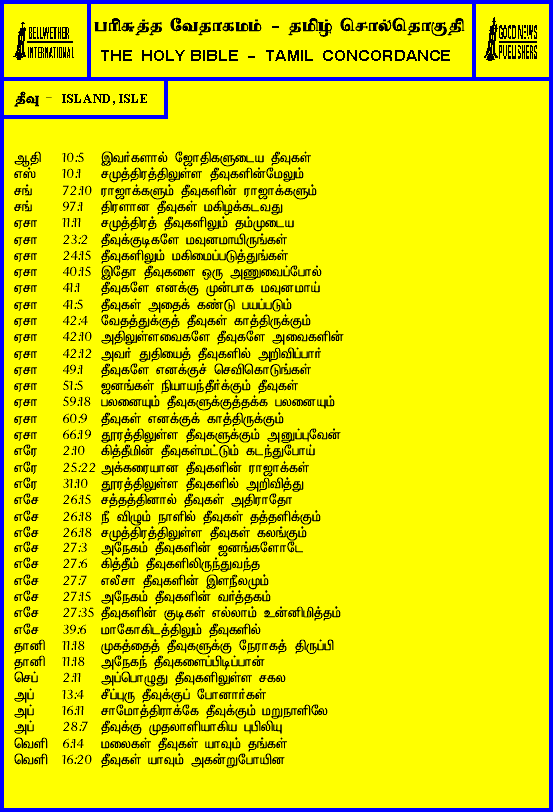 BELLWETHER
INTERNATIONAL
பரிசுத்த வேதாகமம் - தமிழ் சொல்தொகுதி
THE HOLY BIBLE - TAMIL CONCORDANCE
GOOD NEWS
PUBLISHERS
தீவு - ISLAND, ISLE
ஆதி 10:5 இவர்களால் ஜோதிகளுடைய தீவுகள்
எஸ் 10:1 சமுத்திரத்திலுள்ள தீவுகளின்மேலும்
சங் 72:10 ராஜாக்களும் தீவுகளின் ராஜாக்களும்
சங் 97:1 திரளான தீவுகள் மகிழக்கடவது
ஏசா 11:11 சமுத்திரத் தீவுகளிலும் தம்முடைய
ஏசா 23:2 தீவுக்குடிகளே மவுனமாயிருங்கள்
ஏசா 24:15 தீவுகளிலும் மகிமைப்படுத்துங்கள்
ஏசா 40:15 இதோ தீவுகளை ஒரு அணுவைப்போல்
ஏசா 41:1 தீவுகளே எனக்கு முன்பாக மவுனமாய்
ஏசா 41:5 தீவுகள் அதைக் கண்டு பயப்படும்
ஏசா 42:4 வேதத்துக்குத் தீவுகள் காத்திருக்கும்
ஏசா 42:10 அதிலுள்ளவைகளே தீவுகளே அவைகளின்
ஏசா 42:12 அவர் துதியைத் தீவுகளில் அறிவிப்பார்
ஏசா 49:1 தீவுகளே எனக்குச் செவிகொடுங்கள்
ஏசா 51:5 ஜனங்கள் நியாயந்தீர்க்கும் தீவுகள்
ஏசா 59:18 பலனையும் தீவுகளுக்குத்தக்க பலனையும்
ஏசா 60:9 தீவுகள் எனக்குக் காத்திருக்கும்
ஏசா 66:19 தூரத்திலுள்ள தீவுகளுக்கும் அனுப்புவேன்
எரே 2:10 கித்தீமின் தீவுகள்மட்டும் கடந்துபோய்
எரே 25:22 அக்கரையான தீவுகளின் ராஜாக்கள்
எரே 31:10 தூரத்திலுள்ள தீவுகளில் அறிவித்து
எசே 26:15 சத்தத்தினால் தீவுகள் அதிராதோ
எசே 26:18 நீ விழும் நாளில் தீவுகள் தத்தளிக்கும்
எசே 26:18 சமுத்திரத்திலுள்ள தீவுகள் கலங்கும்
எசே 27:3 அநேகம் தீவுகளின் ஜனங்களோடே
எசே 27:6 கித்தீம் தீவுகளிலிருந்துவந்த
எசே 27:7 எலீசா தீவுகளின் இளநீலமும்
எசே 27:15 அநேகம் தீவுகளின் வர்த்தகம்
எசே 27:35 தீவுகளின் குடிகள் எல்லாம் உன்னிமித்தம்
எசே 39:6 மாகோகிடத்திலும் தீவுகளில்
தானி 11:18 முகத்தைத் தீவுகளுக்கு நேராகத் திருப்பி
தானி 11:18 அநேகந் தீவுகளைப்பிடிப்பான்
செப் 2:11 அப்பொழுது தீவுகளிலுள்ள சகல
அப் 13:4 சீப்புரு தீவுக்குப் போனார்கள்
அப் 16:11 சாமோத்திராக்கே தீவுக்கும் மறுநாளிலே
அப் 28:7 தீவுக்கு முதலாளியாகிய புபிலியு
வெளி 6:14 மலைகள் தீவுகள் யாவும் தங்கள்
வெளி 16:20 தீவுகள் யாவும் அகன்றுபோயின